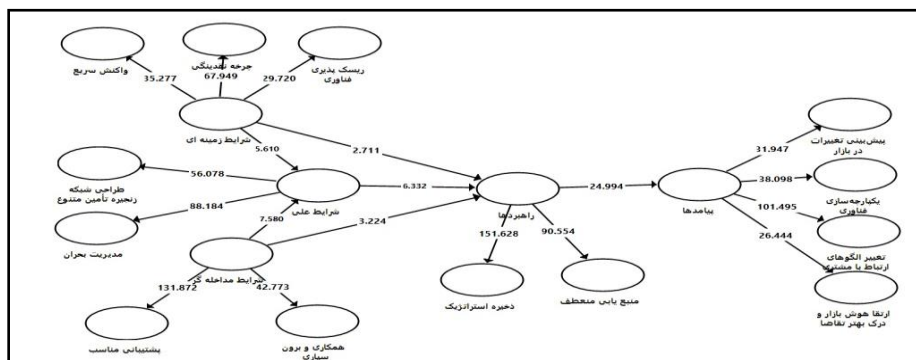 واکنش سریع
چرخه نقدینگی
ریسک پذیری
فناوری
35.277
67.949
29.720
شرایط زمینه ای
5.610
2.711
پیش‌بینی تغییرات
در بازار
31.947
طراحی شبکه
زنجیره تأمین متنوع
56.078
شرایط علی
6.332
راهبردها
24.994
پیامدها
38.098
یکپارچه‌سازی
فناوری
88.184
7.580
3.224
101.495
مدیریت بحران
151.628
90.554
26.444
تغییر الگوهای
ارتباط با مشتری
شرایط مداخله گر
131.872
42.773
ذخیره استراتژیک
منبع یابی منعطف
ارتقا هوش بازار و
درک بهتر تقاضا
پشتیبانی مناسب
همکاری و برون
سپاری